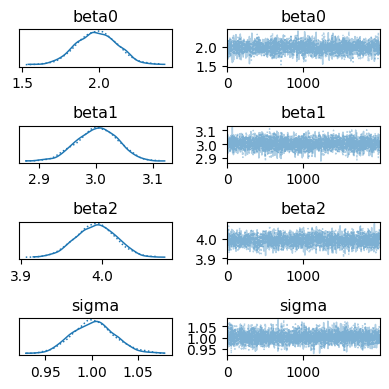 beta0 beta0
2.0
1.5
1.5 2.0 0 1000
beta1 beta1
3.1
3.0
2.9
2.9 3.0 3.1 0 1000
beta2 beta2
4.0
3.9
3.9 4.0 0 1000
sigma sigma
1.05
1.00
0.95
0.95 1.00 1.05 0 1000